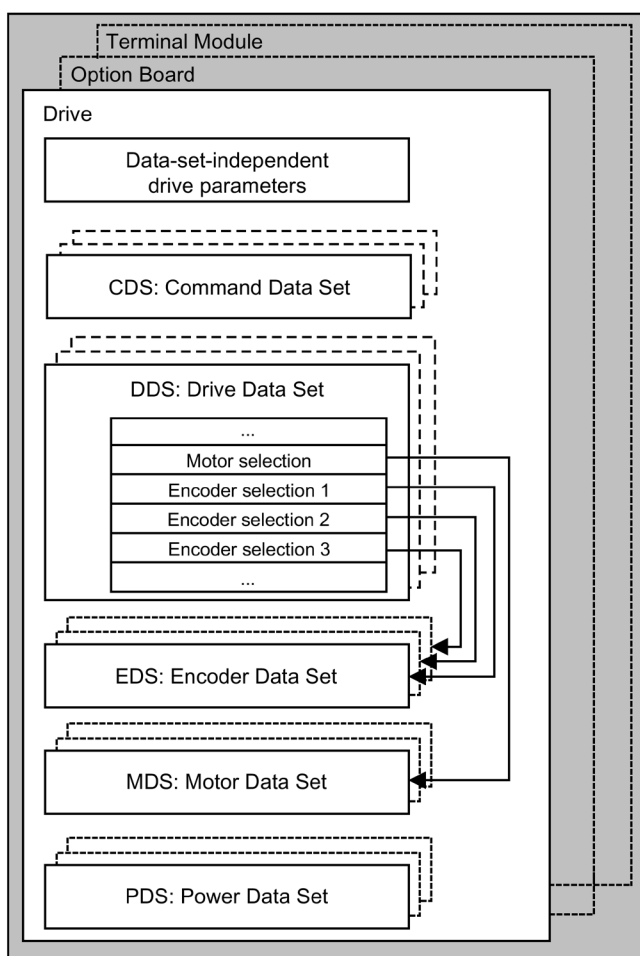 Terminal Module
Option Board
Drive
Data-set-independent
drive parameters
CDS: Command Data Set
DDS: Drive Data Set
...
Motor selection
Encoder selection 1
Encoder selection 2
Encoder selection 3
...
EDS: Encoder Data Set
MDS: Motor Data Set
PDS: Power Data Set